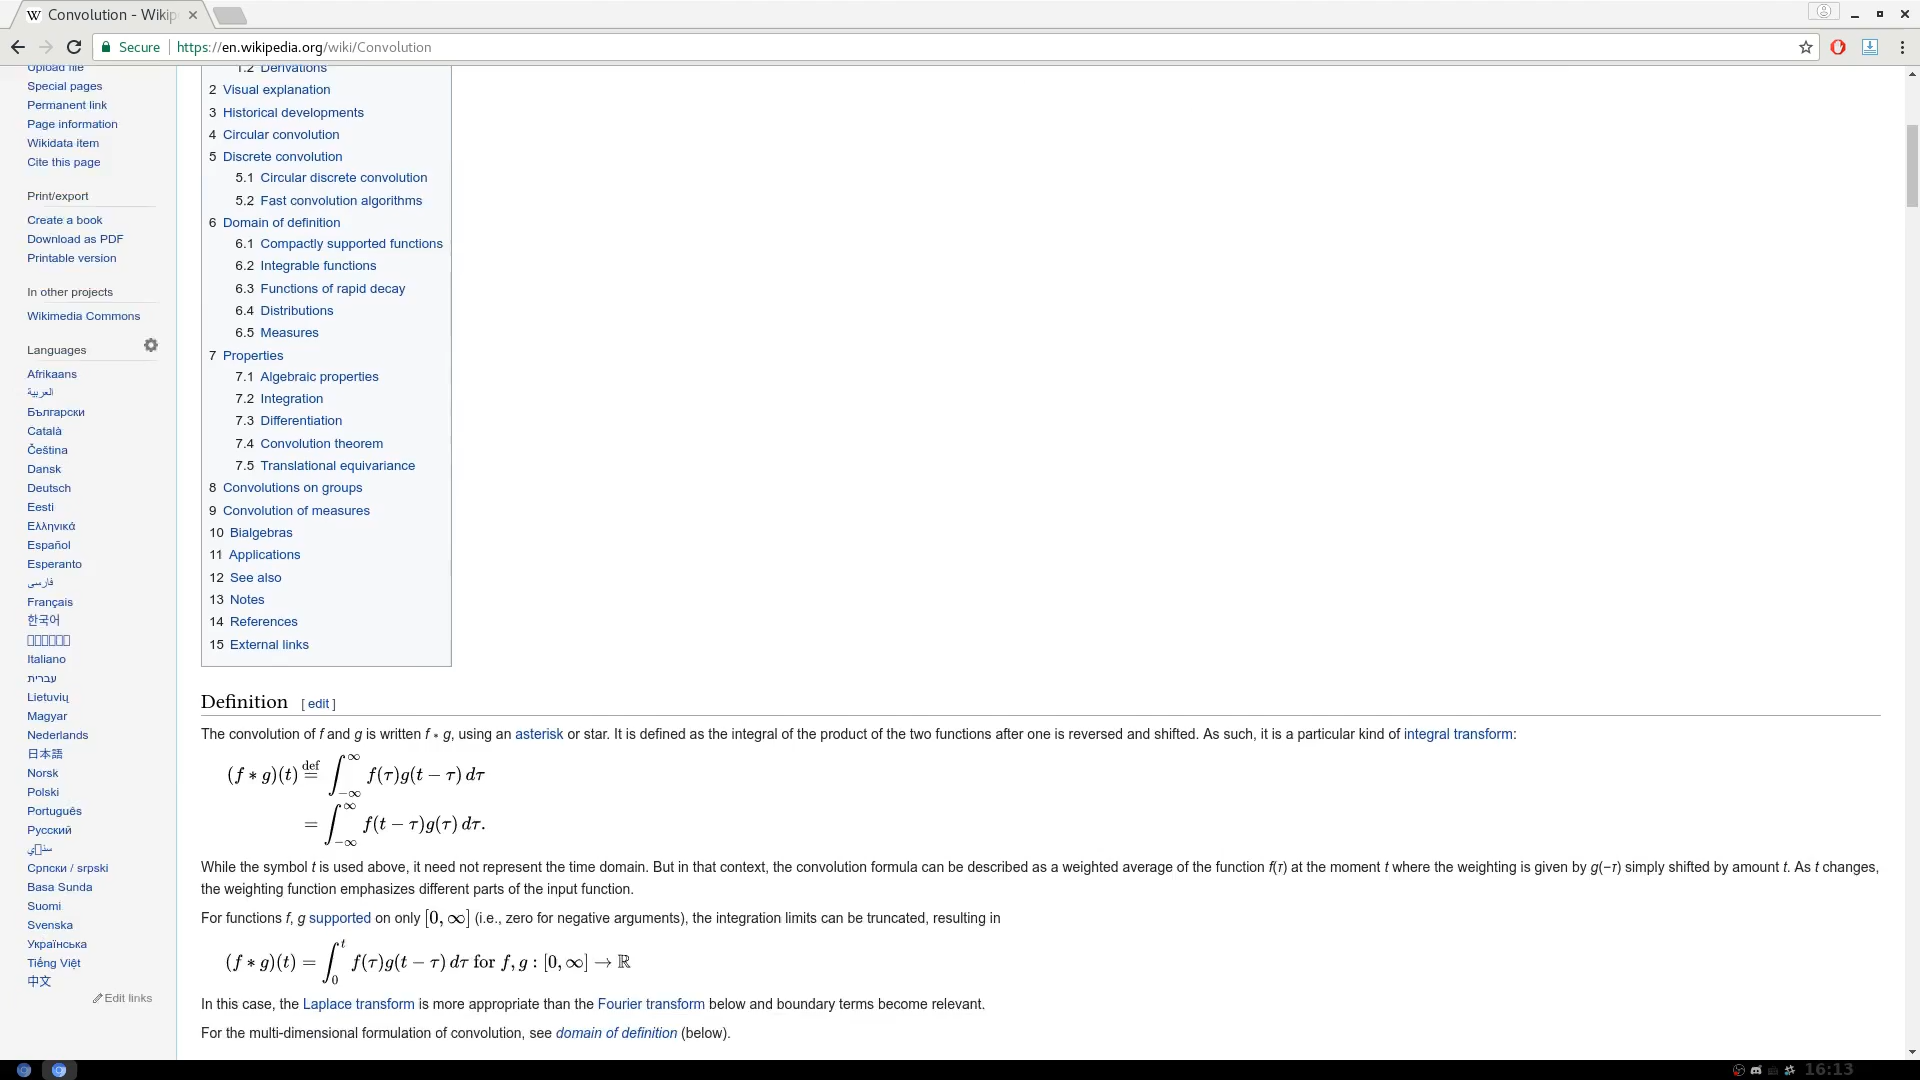 Convolution - Wikip
Secure https://en.wikipedia.org/wiki/Convolution
Upload file
Special pages
Permanent link
Page information
Wikidata item
Cite this page
Print/export
Create a book
Download as PDF
Printable version
In other projects
Wikimedia Commons
Languages
Afrikaans
العربية
Български
Català
Čeština
Dansk
Deutsch
Eesti
Ελληνικά
Español
Esperanto
فارسی
Français
한국어
Italiano
עברית
Lietuvių
Magyar
Nederlands
日本語
Norsk
Polski
Português
Русский
Српски / srpski
Basa Sunda
Suomi
Svenska
Українська
Tiếng Việt
中文
Edit links
1.2 Derivations
2 Visual explanation
3 Historical developments
4 Circular convolution
5 Discrete convolution
5.1 Circular discrete convolution
5.2 Fast convolution algorithms
6 Domain of definition
6.1 Compactly supported functions
6.2 Integrable functions
6.3 Functions of rapid decay
6.4 Distributions
6.5 Measures
7 Properties
7.1 Algebraic properties
7.2 Integration
7.3 Differentiation
7.4 Convolution theorem
7.5 Translational equivariance
8 Convolutions on groups
9 Convolution of measures
10 Bialgebras
11 Applications
12 See also
13 Notes
14 References
15 External links
Definition [ edit ]
The convolution of f and g is written f ∗ g, using an asterisk or star. It is defined as the integral of the product of the two functions after one is reversed and shifted. As such, it is a particular kind of integral transform:
(f ∗ g)(t) def= ∫_{−∞}^{∞} f(τ)g(t − τ) dτ
= ∫_{−∞}^{∞} f(t − τ)g(τ) dτ.
While the symbol t is used above, it need not represent the time domain. But in that context, the convolution formula can be described as a weighted average of the function f(τ) at the moment t where the weighting is given by g(−τ) simply shifted by amount t. As t changes,
the weighting function emphasizes different parts of the input function.
For functions f, g supported on only [0, ∞] (i.e., zero for negative arguments), the integration limits can be truncated, resulting in
(f ∗ g)(t) = ∫_0^t f(τ)g(t − τ) dτ for f, g : [0, ∞] → ℝ
In this case, the Laplace transform is more appropriate than the Fourier transform below and boundary terms become relevant.
For the multi-dimensional formulation of convolution, see domain of definition (below).
16:13